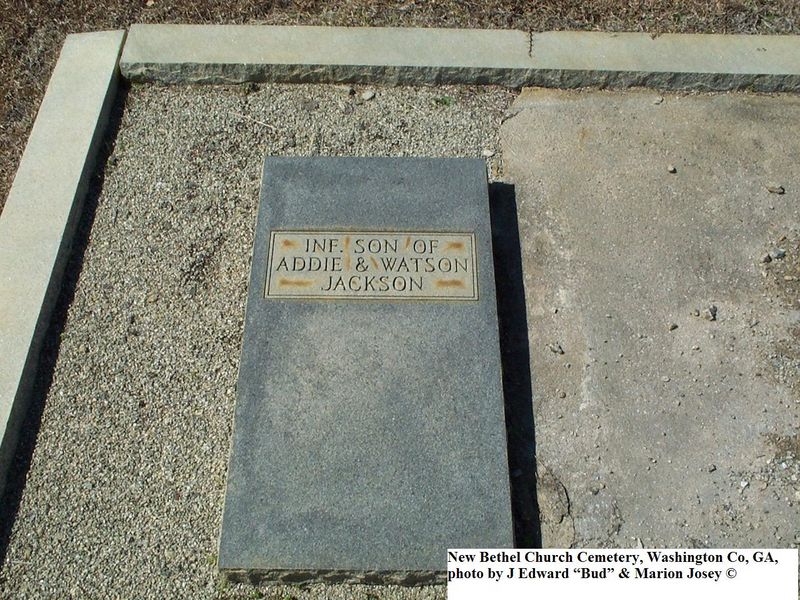 INF. SON OF
ADDIE & WATSON
JACKSON
New Bethel Church Cemetery, Washington Co, GA,
photo by J Edward “Bud” & Marion Josey ©